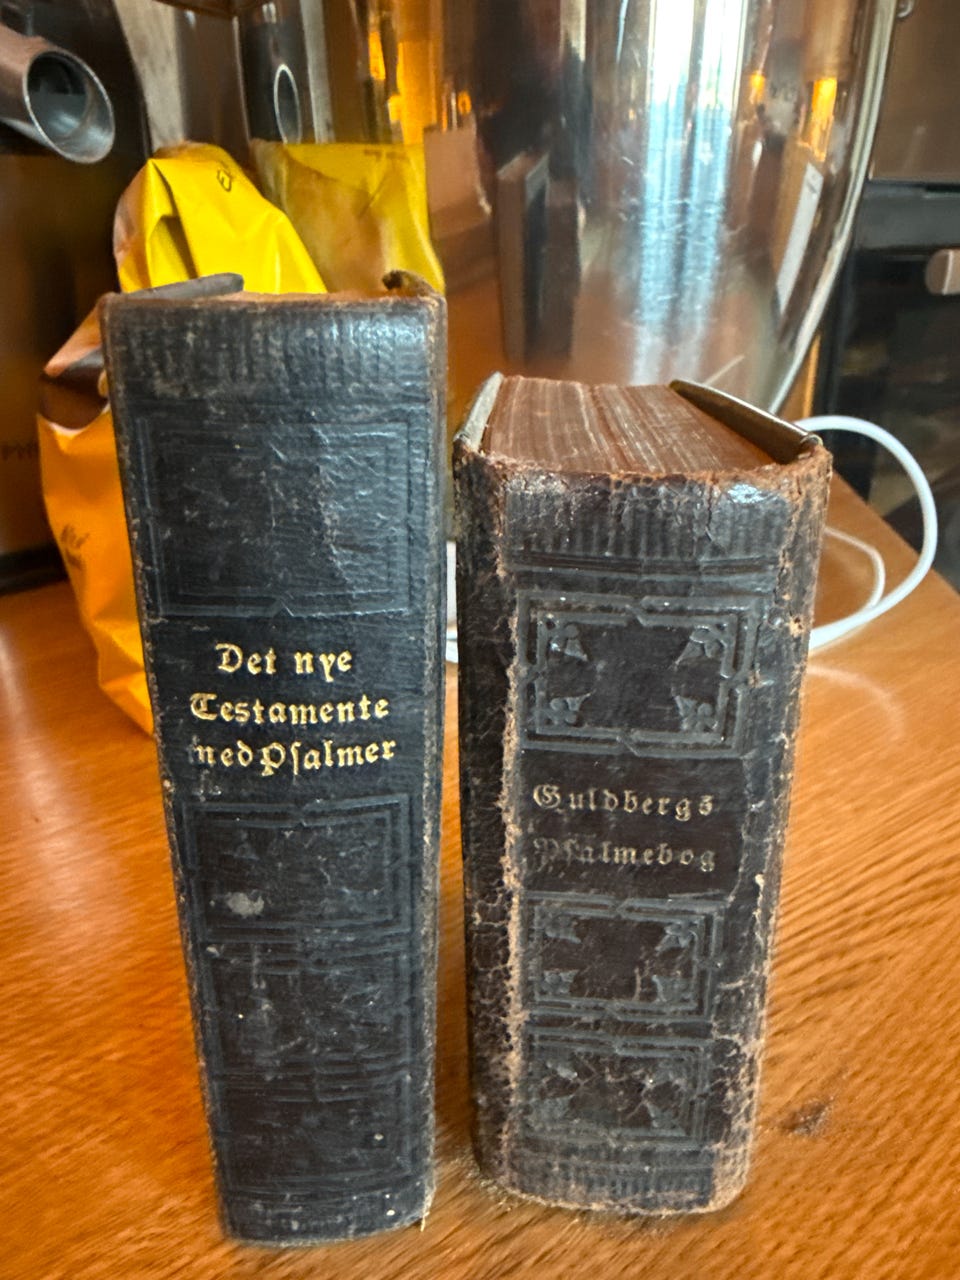 Det nye
Testamente
med Psalmer
Guldbergs
Psalmebog